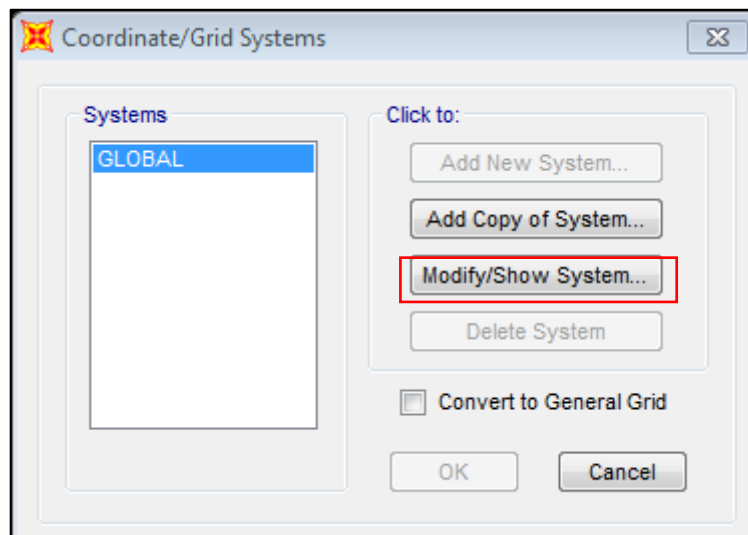 Coordinate/Grid Systems
Systems
GLOBAL
Click to:
Add New System...
Add Copy of System...
Modify/Show System...
Delete System
Convert to General Grid
OK
Cancel